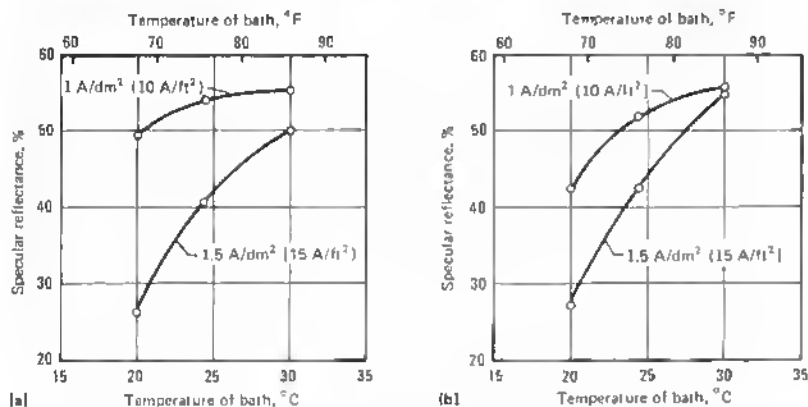 Temperature of bath, °F
60 70 80 90
60
50
40
30
20
Specular reflectance, %
1 A/dm² (10 A/ft²)
1.5 A/dm² [15 A/ft²)
15 20 25 30 35
[a] Temperature of bath, °C
Temperature of bath, °F
60 70 80 90
60
50
40
30
20
Specular reflectance, %
1 A/dm² (10 A/ft²]
1.5 A/dm² (15 A/ft²]
15 20 25 30 35
(b] Temperature of bath, °C